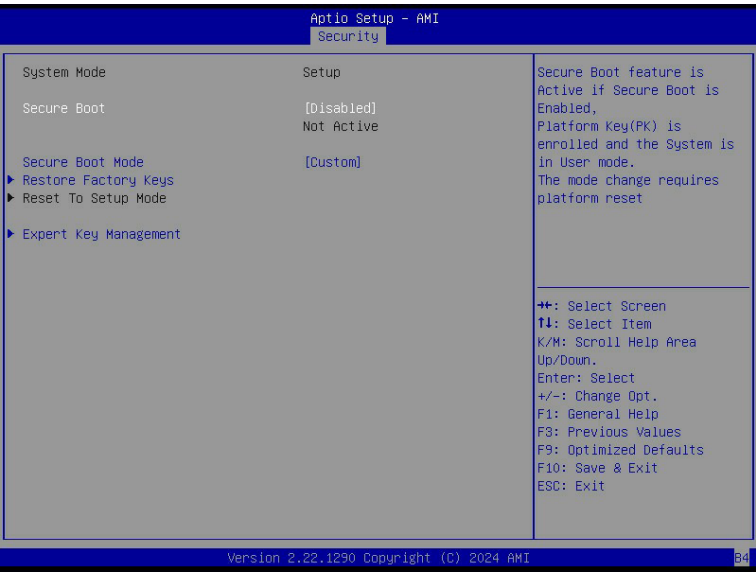 Aptio Setup – AMI
Security
System Mode Setup
Secure Boot [Disabled]
Not Active
Secure Boot Mode [Custom]
Restore Factory Keys
Reset To Setup Mode
Expert Key Management
Secure Boot feature is
Active if Secure Boot is
Enabled,
Platform Key(PK) is
enrolled and the System is
in User mode.
The mode change requires
platform reset
→←: Select Screen
↑↓: Select Item
K/M: Scroll Help Area
Up/Down.
Enter: Select
+/-: Change Opt.
F1: General Help
F3: Previous Values
F9: Optimized Defaults
F10: Save & Exit
ESC: Exit
Version 2.22.1290 Copyright (C) 2024 AMI
B4